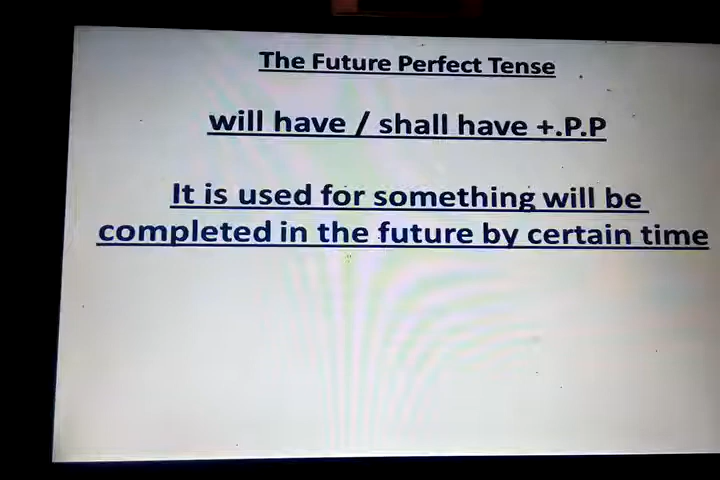 The Future Perfect Tense
will have / shall have +.P.P
It is used for something will be
completed in the future by certain time